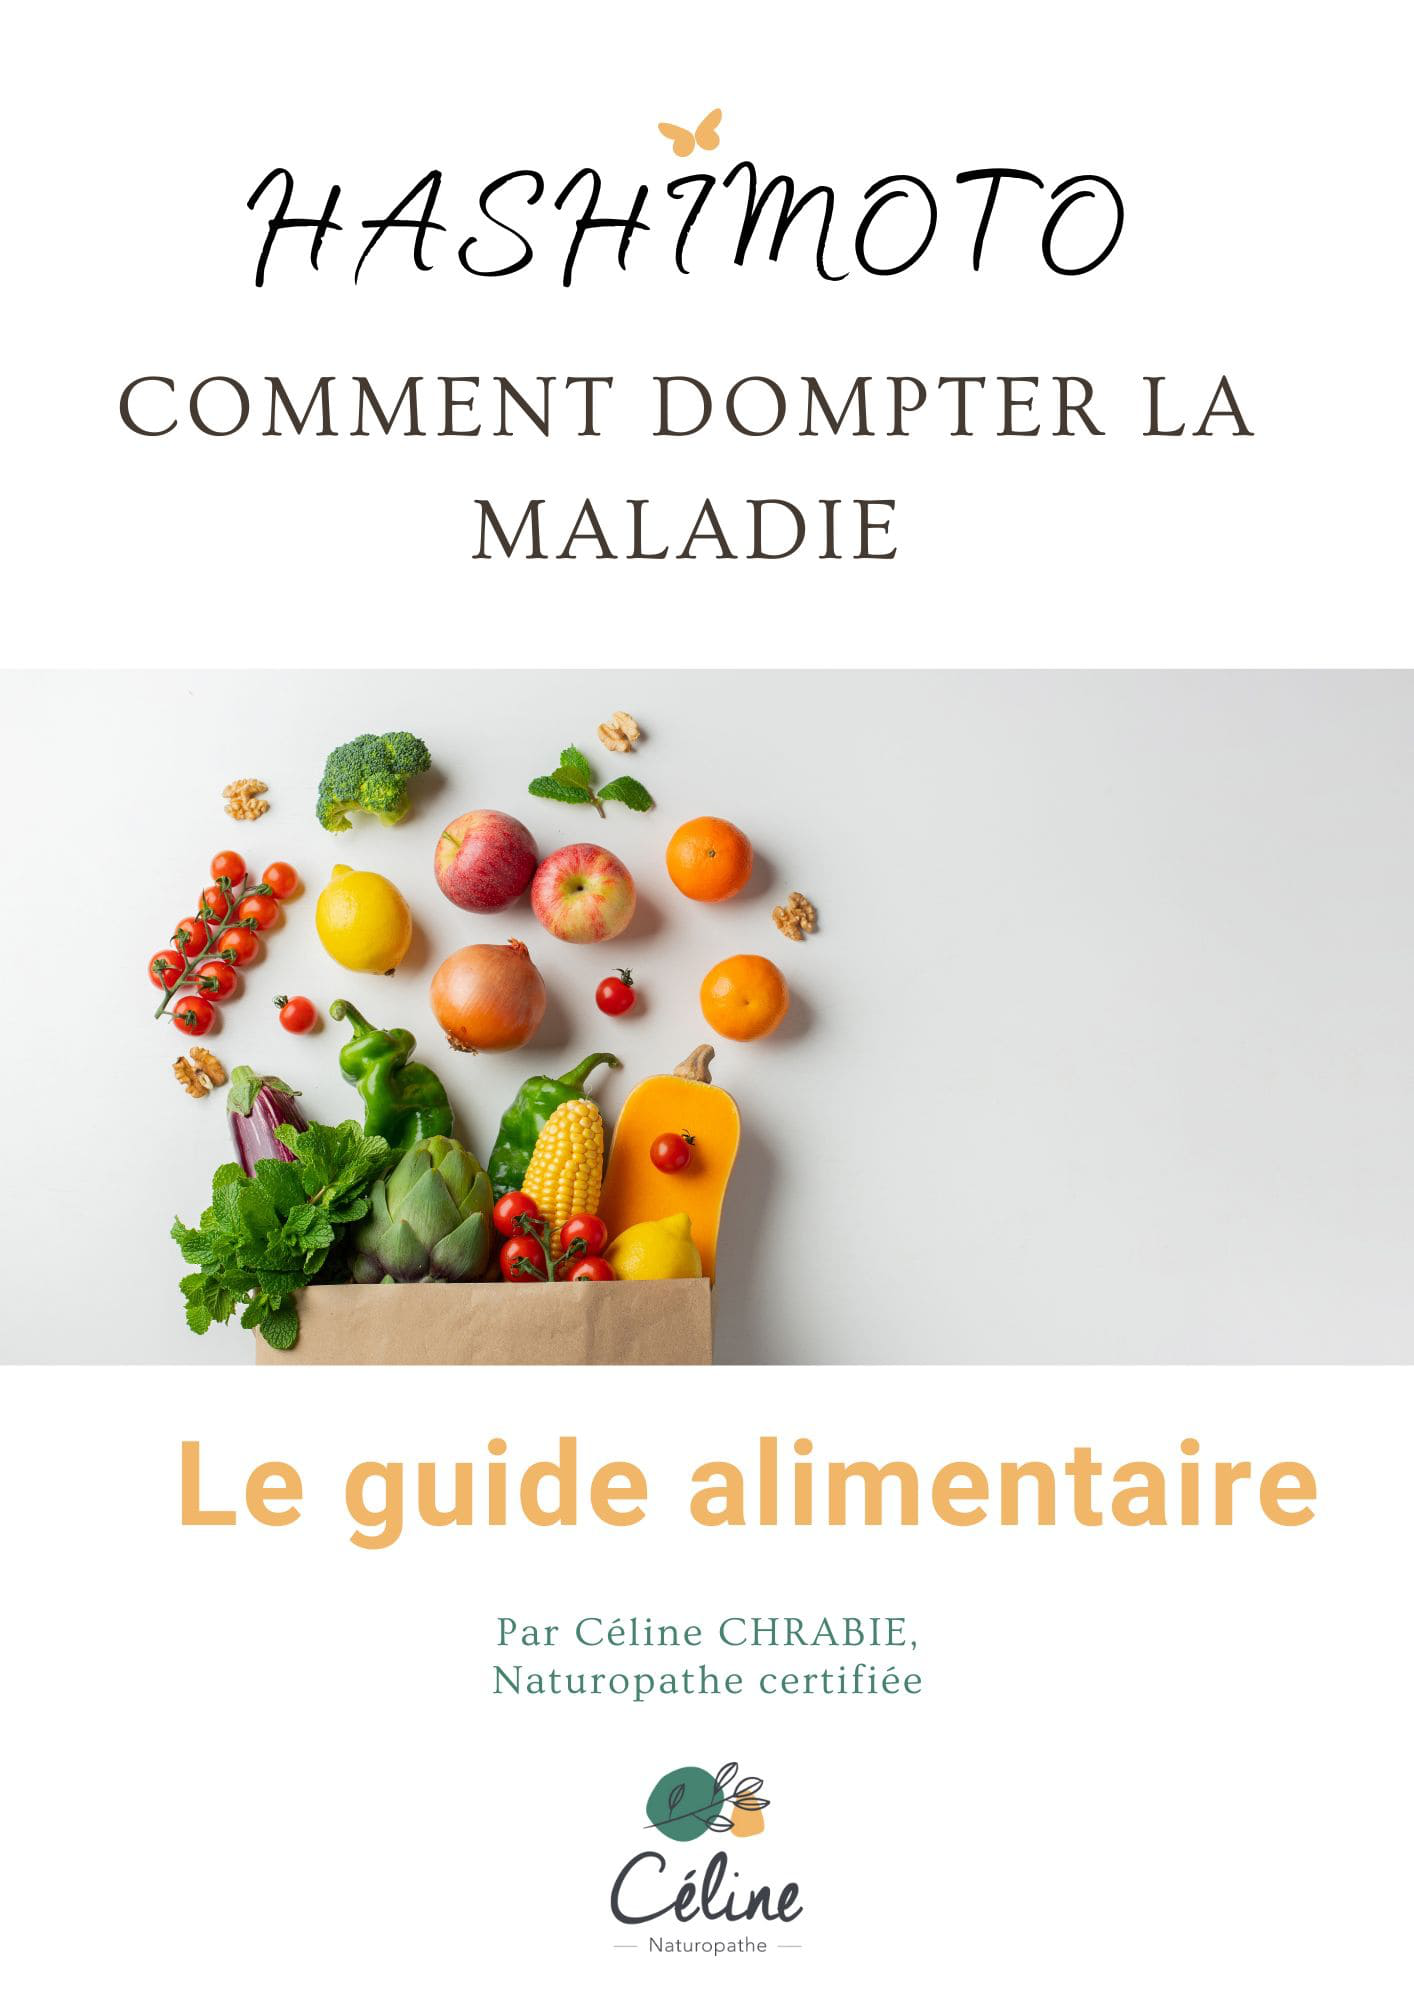 HASHIMOTO
COMMENT DOMPTER LA
MALADIE
Le guide alimentaire
Par Céline CHRABIE,
Naturopathe certifiée
Céline
Naturopathe